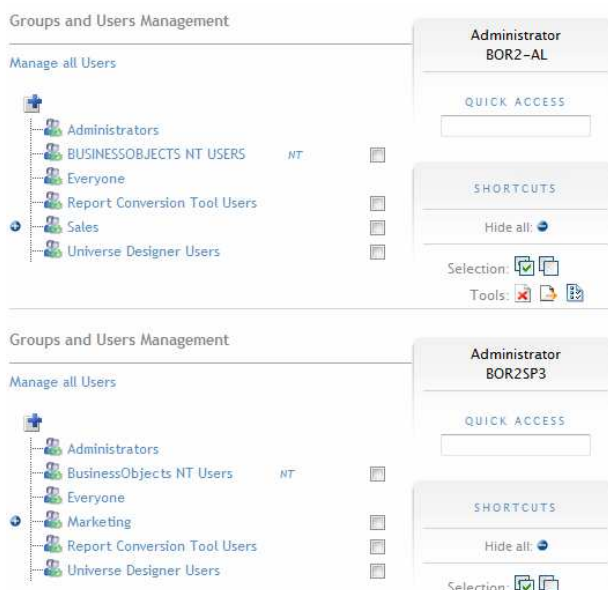 Groups and Users Management
Manage all Users
Administrators
BUSINESSOBJECTS NT USERS NT
Everyone
Report Conversion Tool Users
Sales
Universe Designer Users
Administrator
BOR2-AL
QUICK ACCESS
SHORTCUTS
Hide all:
Selection:
Tools:
Groups and Users Management
Manage all Users
Administrators
BusinessObjects NT Users NT
Everyone
Marketing
Report Conversion Tool Users
Universe Designer Users
Administrator
BOR2SP3
QUICK ACCESS
SHORTCUTS
Hide all:
Selection: